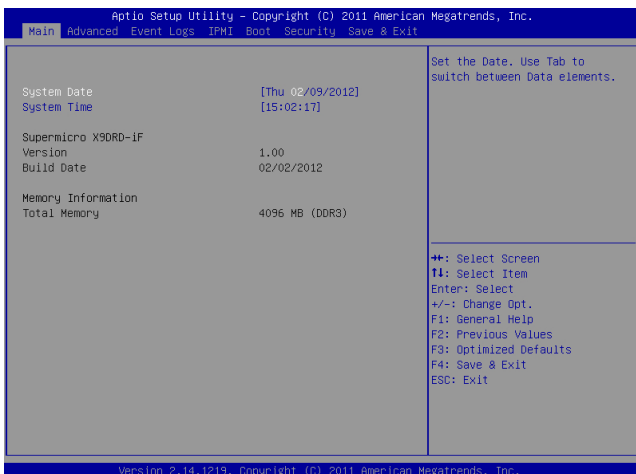 Aptio Setup Utility – Copyright (C) 2011 American Megatrends, Inc.
Main Advanced Event Logs IPMI Boot Security Save & Exit
System Date [Thu 02/09/2012]
System Time [15:02:17]
Supermicro X9DRD-iF
Version 1.00
Build Date 02/02/2012
Memory Information
Total Memory 4096 MB (DDR3)
Set the Date. Use Tab to
switch between Data elements.
→←: Select Screen
↑↓: Select Item
Enter: Select
+/-: Change Opt.
F1: General Help
F2: Previous Values
F3: Optimized Defaults
F4: Save & Exit
ESC: Exit
Version 2.14.1219. Copyright (C) 2011 American Megatrends, Inc.